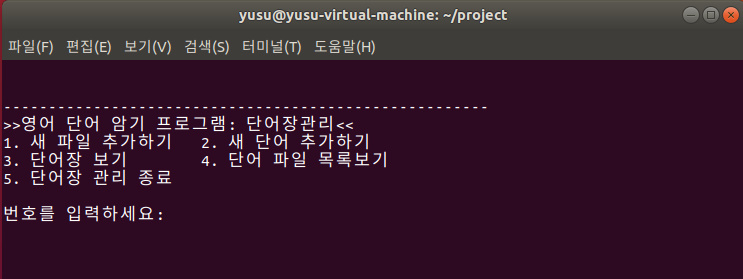 yusu@yusu-virtual-machine: ~/project
파일(F) 편집(E) 보기(V) 검색(S) 터미널(T) 도움말(H)
------------------------------------------------------
>>영어 단어 암기 프로그램: 단어장관리<<
1. 새 파일 추가하기   2. 새 단어 추가하기
3. 단어장 보기        4. 단어 파일 목록보기
5. 단어장 관리 종료
번호를 입력하세요: